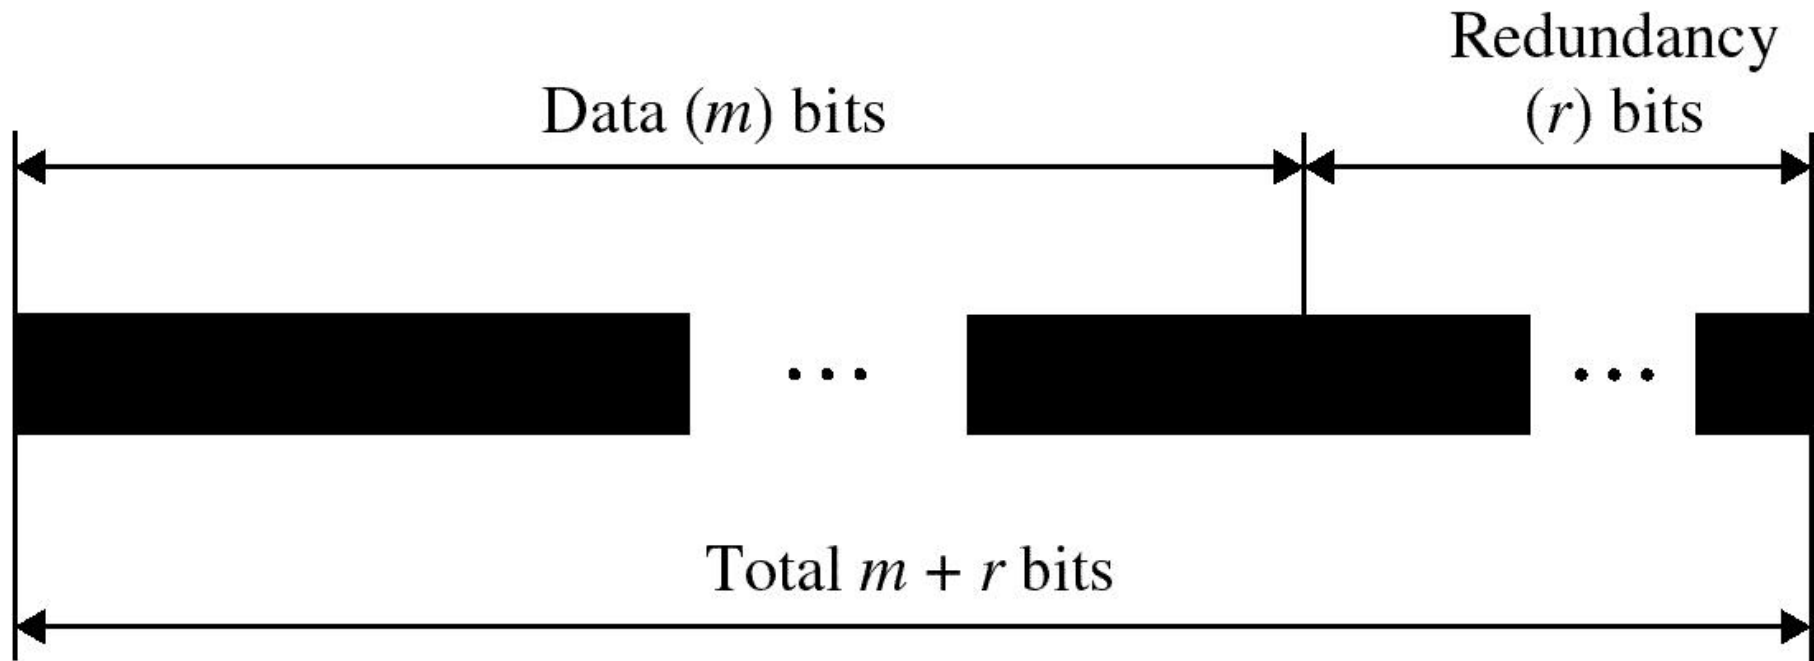 Redundancy
Data (m) bits
(r) bits
...
...
Total m + r bits